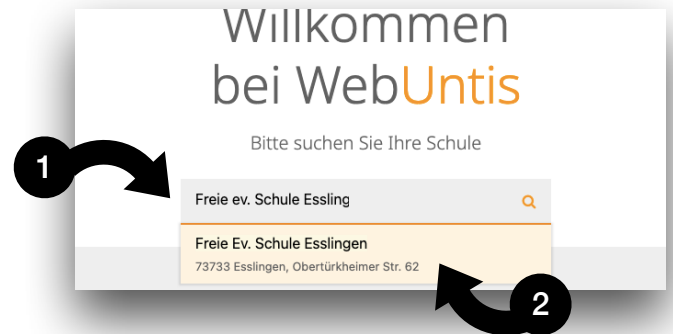 Willkommen
bei WebUntis
Bitte suchen Sie Ihre Schule
1
Freie ev. Schule Essling
Freie Ev. Schule Esslingen
73733 Esslingen, Obertürkheimer Str. 62
2